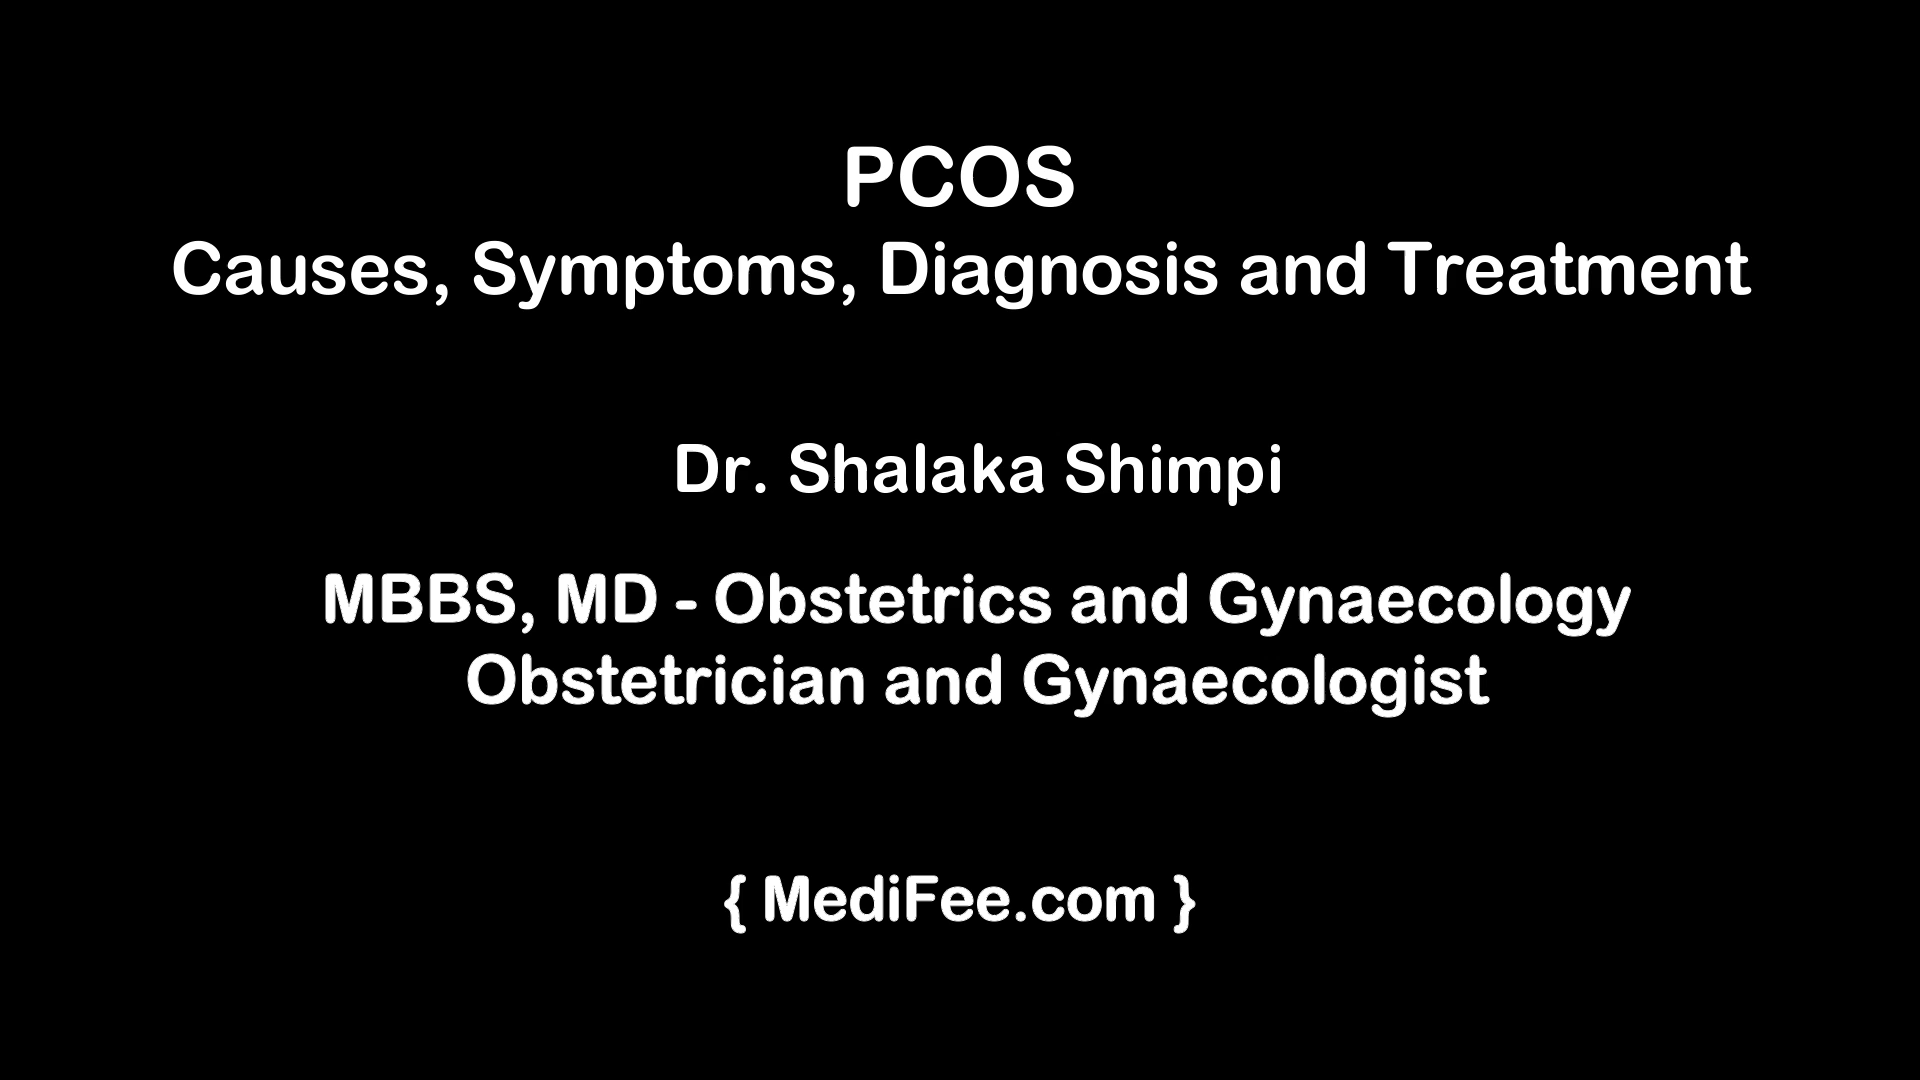 PCOS
Causes, Symptoms, Diagnosis and Treatment
Dr. Shalaka Shimpi
MBBS, MD - Obstetrics and Gynaecology
Obstetrician and Gynaecologist
{ MediFee.com }